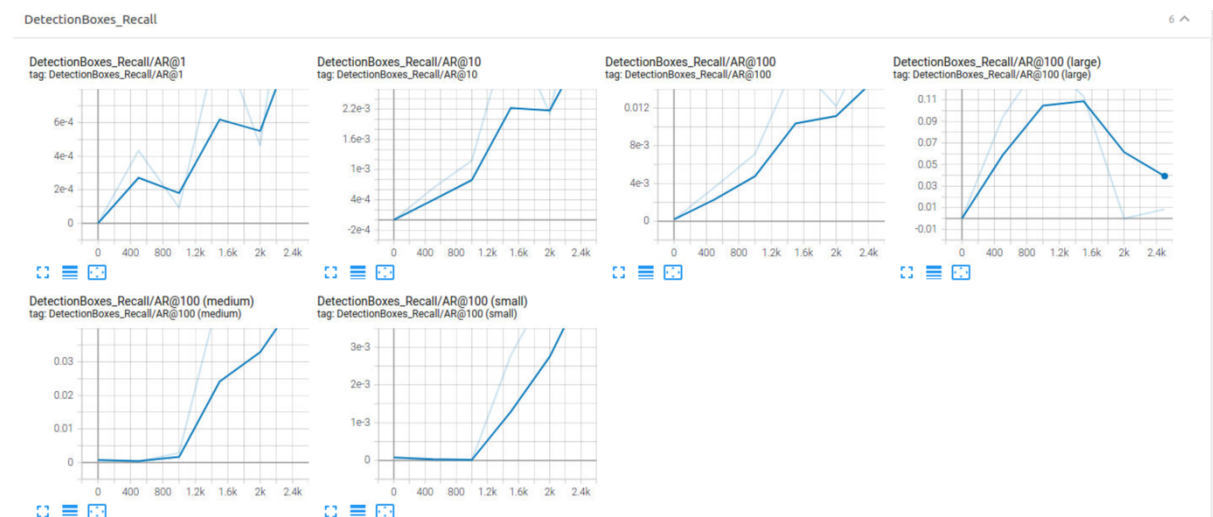 DetectionBoxes_Recall
6
DetectionBoxes_Recall/AR@1
tag: DetectionBoxes_Recall/AR@1
6e-4
4e-4
2e-4
0
0 400 800 1.2k 1.6k 2k 2.4k
DetectionBoxes_Recall/AR@10
tag: DetectionBoxes_Recall/AR@10
2.2e-3
1.6e-3
1e-3
4e-4
-2e-4
0 400 800 1.2k 1.6k 2k 2.4k
DetectionBoxes_Recall/AR@100
tag: DetectionBoxes_Recall/AR@100
0.012
8e-3
4e-3
0
0 400 800 1.2k 1.6k 2k 2.4k
DetectionBoxes_Recall/AR@100 (large)
tag: DetectionBoxes_Recall/AR@100 (large)
0.11
0.09
0.07
0.05
0.03
0.01
-0.01
0 400 800 1.2k 1.6k 2k 2.4k
DetectionBoxes_Recall/AR@100 (medium)
tag: DetectionBoxes_Recall/AR@100 (medium)
0.03
0.02
0.01
0
0 400 800 1.2k 1.6k 2k 2.4k
DetectionBoxes_Recall/AR@100 (small)
tag: DetectionBoxes_Recall/AR@100 (small)
3e-3
2e-3
1e-3
0
0 400 800 1.2k 1.6k 2k 2.4k